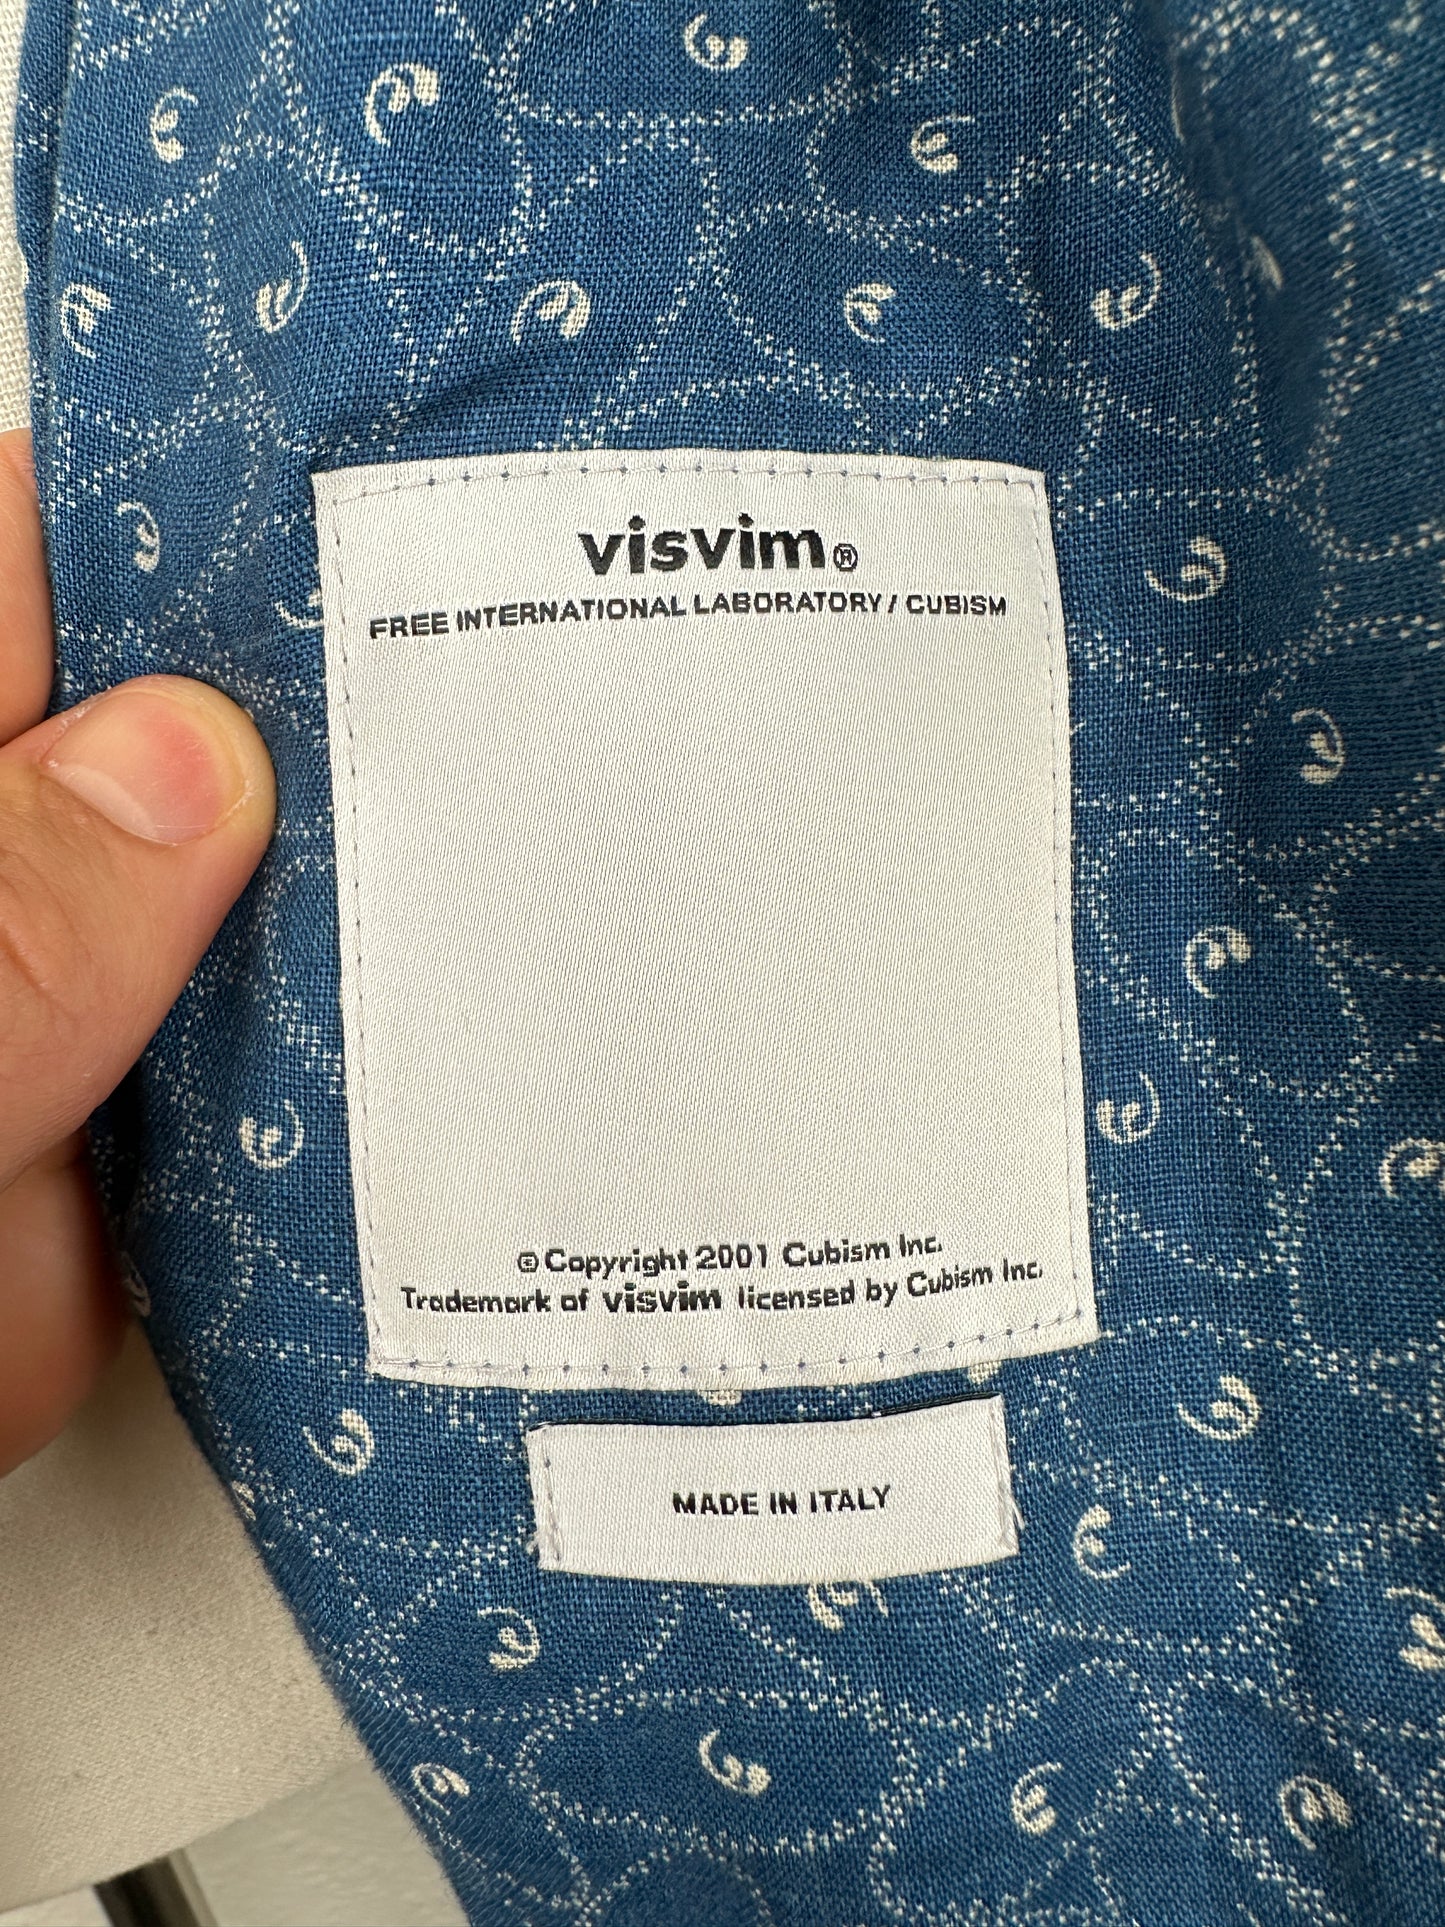 visvim®
FREE INTERNATIONAL LABORATORY / CUBISM
© Copyright 2001 Cubism Inc.
Trademark of visvim licensed by Cubism Inc.
MADE IN ITALY